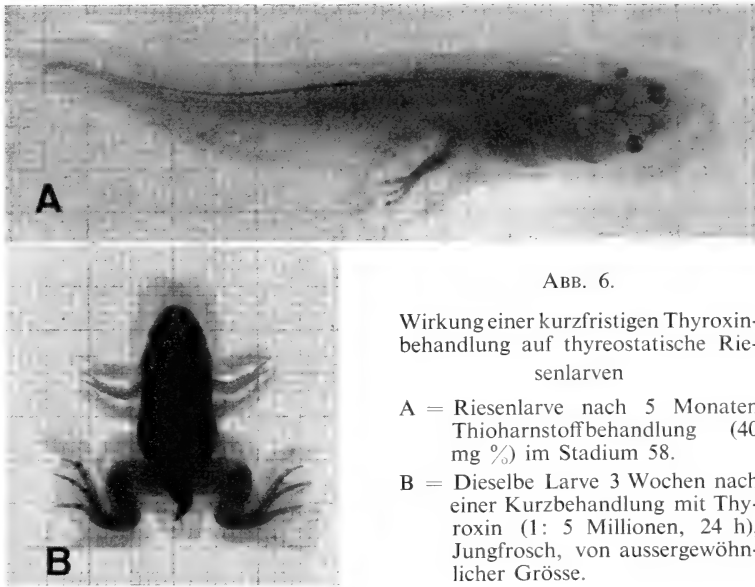 A
B
ABB. 6.
Wirkung einer kurzfristigen Thyroxin-
behandlung auf thyreostatische Rie-
senlarven
A = Riesenlarve nach 5 Monaten
Thioharnstoffbehandlung (40
mg %) im Stadium 58.
B = Dieselbe Larve 3 Wochen nach
einer Kurzbehandlung mit Thy-
roxin (1: 5 Millionen, 24 h).
Jungfrosch, von aussergewöhn-
licher Grösse.